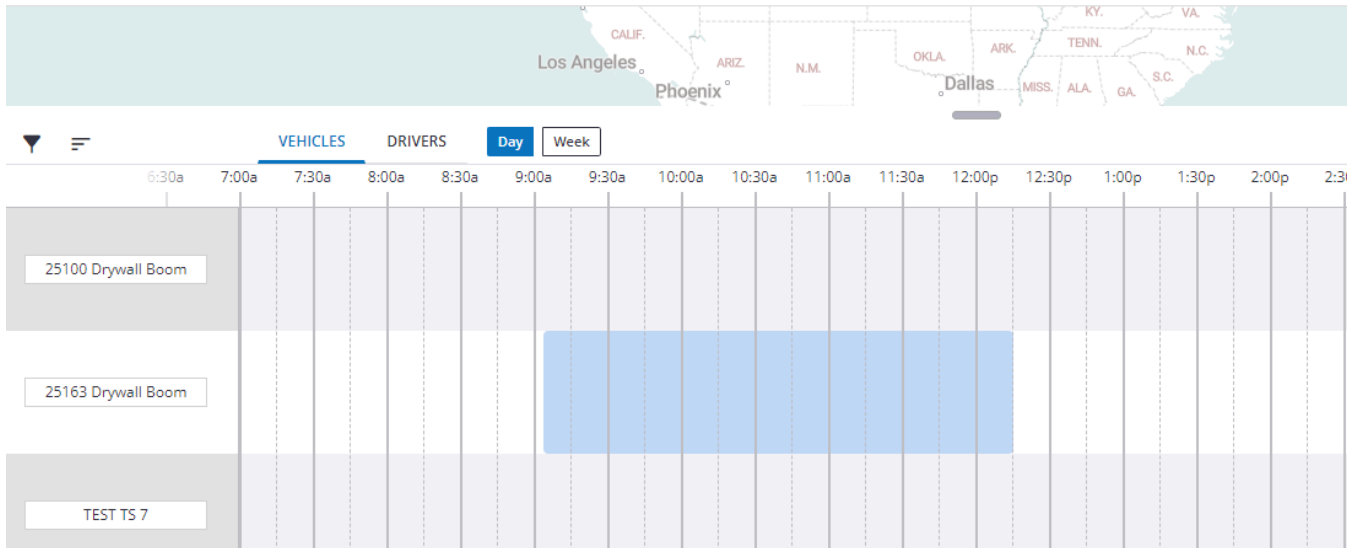 KY. VA.
CALIF. TENN. N.C.
Los Angeles ARIZ. N.M. OKLA. ARK.
Phoenix Dallas MISS. ALA. GA. S.C.
VEHICLES DRIVERS Day Week
6:30a 7:00a 7:30a 8:00a 8:30a 9:00a 9:30a 10:00a 10:30a 11:00a 11:30a 12:00p 12:30p 1:00p 1:30p 2:00p
25100 Drywall Boom
25163 Drywall Boom
TEST TS 7